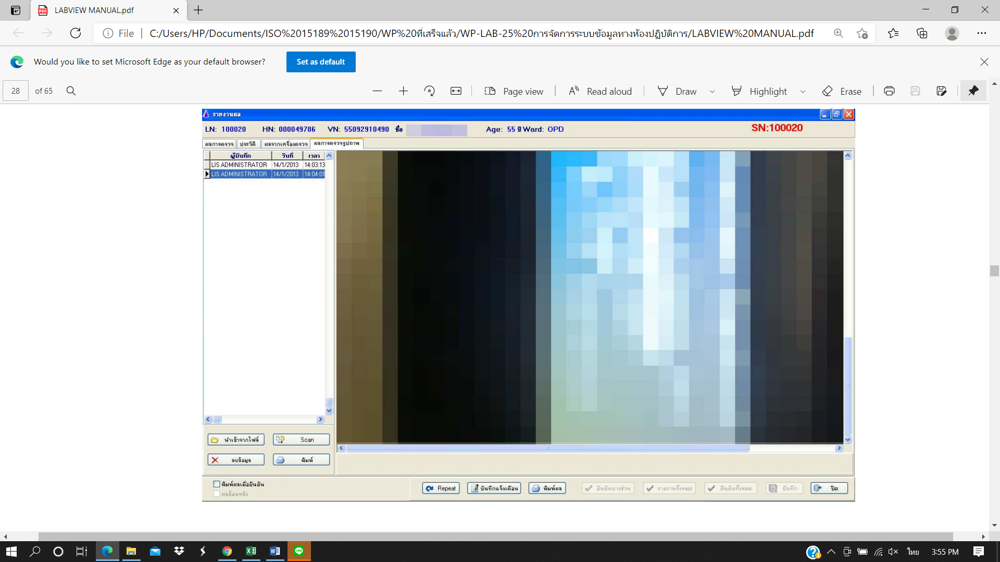 LABVIEW MANUAL.pdf
File C:/Users/HP/Documents/ISO%2015189%2015190/WP%20ที่เสร็จแล้ว/WP-LAB-25%20การจัดการระบบข้อมูลทางห้องปฏิบัติการ/LABVIEW%20MANUAL.pdf
Would you like to set Microsoft Edge as your default browser? Set as default
28 of 65 Page view Read aloud Draw Highlight Erase
รายงานผล
LN: 100020 HN: 000049786 VN: 55092910490 ชื่อ Age: 55 ปี Ward: OPD SN:100020
ผลการตรวจ ประวัติ ผลจากเครื่องตรวจ ผลการตรวจรูปภาพ
ผู้บันทึก วันที่ เวลา
LIS ADMINISTRATOR 14/1/2013 14:03:13
LIS ADMINISTRATOR 14/1/2013 14:04:01
นำเข้าจากไฟล์ Scan
ลบข้อมูล พิมพ์
พิมพ์ผลเมื่อยืนยัน
ผลย้อนหลัง
Repeat บันทึกแจ้งเตือน พิมพ์ผล ยืนยันบางส่วน รายงานทั้งหมด ยืนยันทั้งหมด บันทึก ปิด
ไทย 3:55 PM